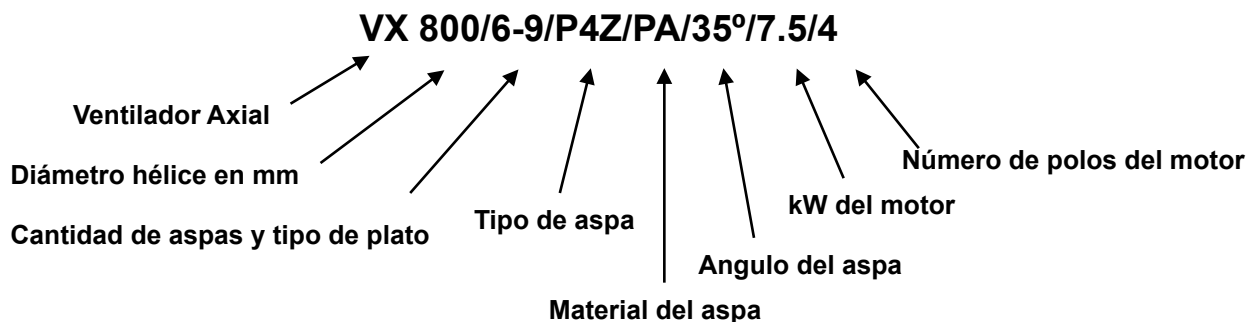 VX 800/6-9/P4Z/PA/35º/7.5/4
Ventilador Axial
Diámetro hélice en mm
Cantidad de aspas y tipo de plato
Tipo de aspa
Material del aspa
Angulo del aspa
kW del motor
Número de polos del motor